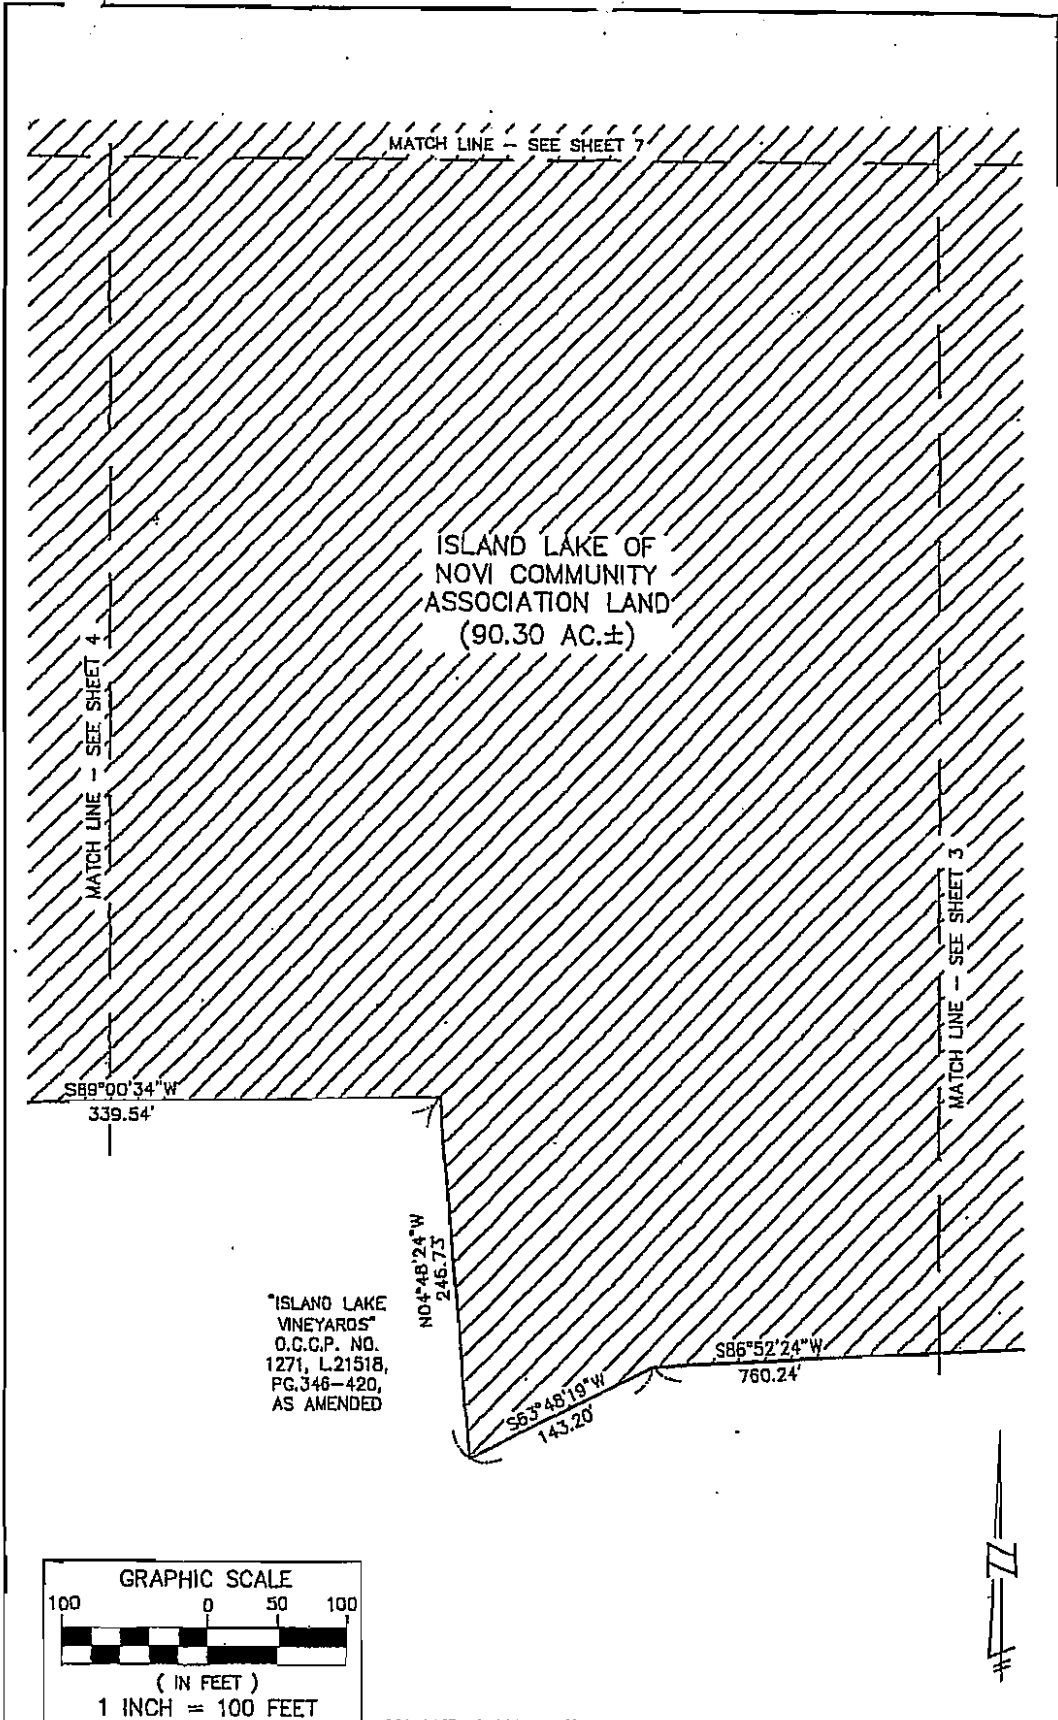 MATCH LINE - SEE SHEET 7
ISLAND LAKE OF
NOVI COMMUNITY
ASSOCIATION LAND
(90.30 AC.±)
MATCH LINE - SEE SHEET 4
MATCH LINE - SEE SHEET 3
S89°00'34"W
339.54'
N04°48'24"W
246.73'
"ISLAND LAKE
VINEYARDS"
O.C.C.P. NO.
1271, L.21518,
PG.346-420,
AS AMENDED
S63°48'19"W
143.20'
S86°52'24"W
760.24'
N
GRAPHIC SCALE
100 0 50 100
( IN FEET )
1 INCH = 100 FEET